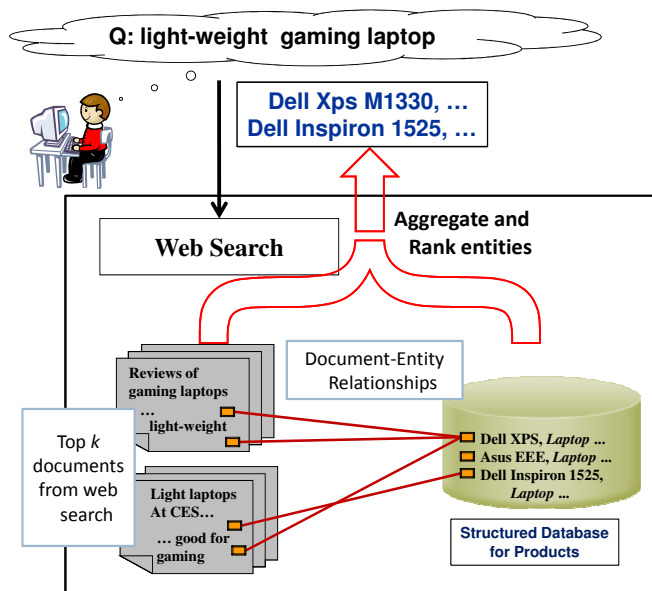 Q: light-weight gaming laptop
Dell Xps M1330, …
Dell Inspiron 1525, …
Web Search
Aggregate and
Rank entities
Reviews of
gaming laptops
…
light-weight
Document-Entity
Relationships
Top k
documents
from web
search
Light laptops
At CES…
… good for
gaming
Dell XPS, Laptop ...
Asus EEE, Laptop ...
Dell Inspiron 1525,
Laptop ...
Structured Database
for Products